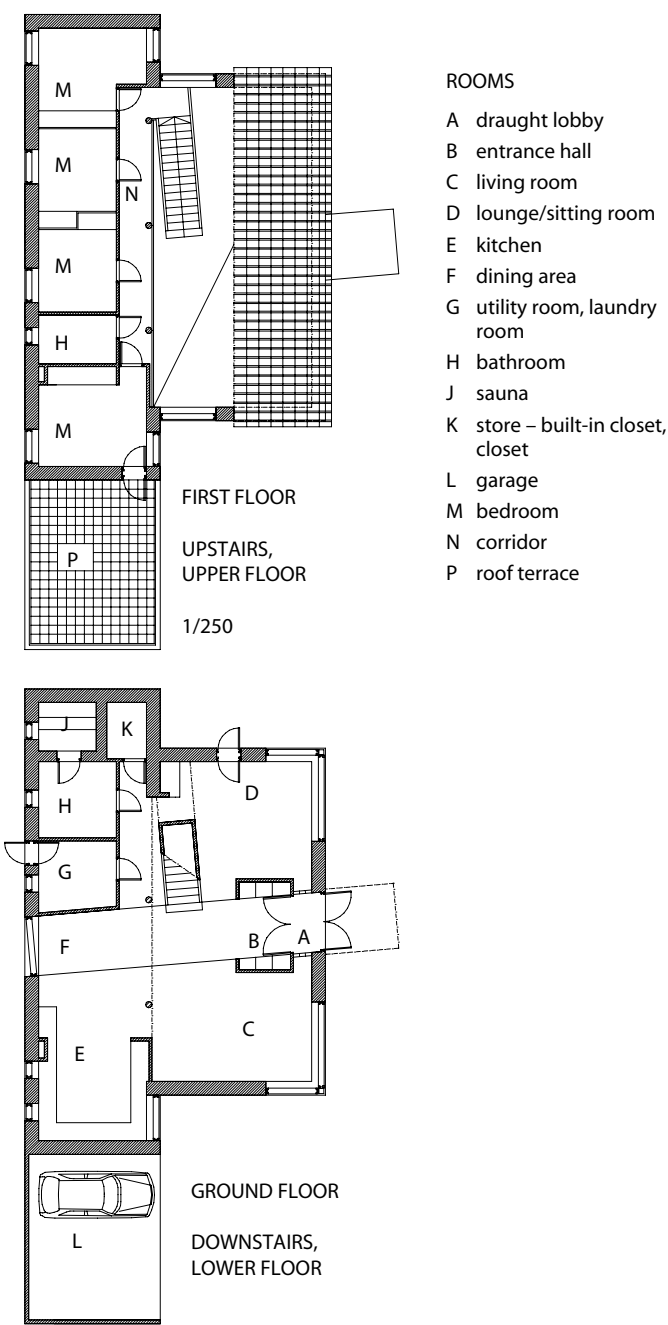 M
M
N
M
H
M
P
FIRST FLOOR
UPSTAIRS,
UPPER FLOOR
1/250
ROOMS
A draught lobby
B entrance hall
C living room
D lounge/sitting room
E kitchen
F dining area
G utility room, laundry
room
H bathroom
J sauna
K store – built-in closet,
closet
L garage
M bedroom
N corridor
P roof terrace
J
K
D
H
G
F
B
A
C
E
L
GROUND FLOOR
DOWNSTAIRS,
LOWER FLOOR